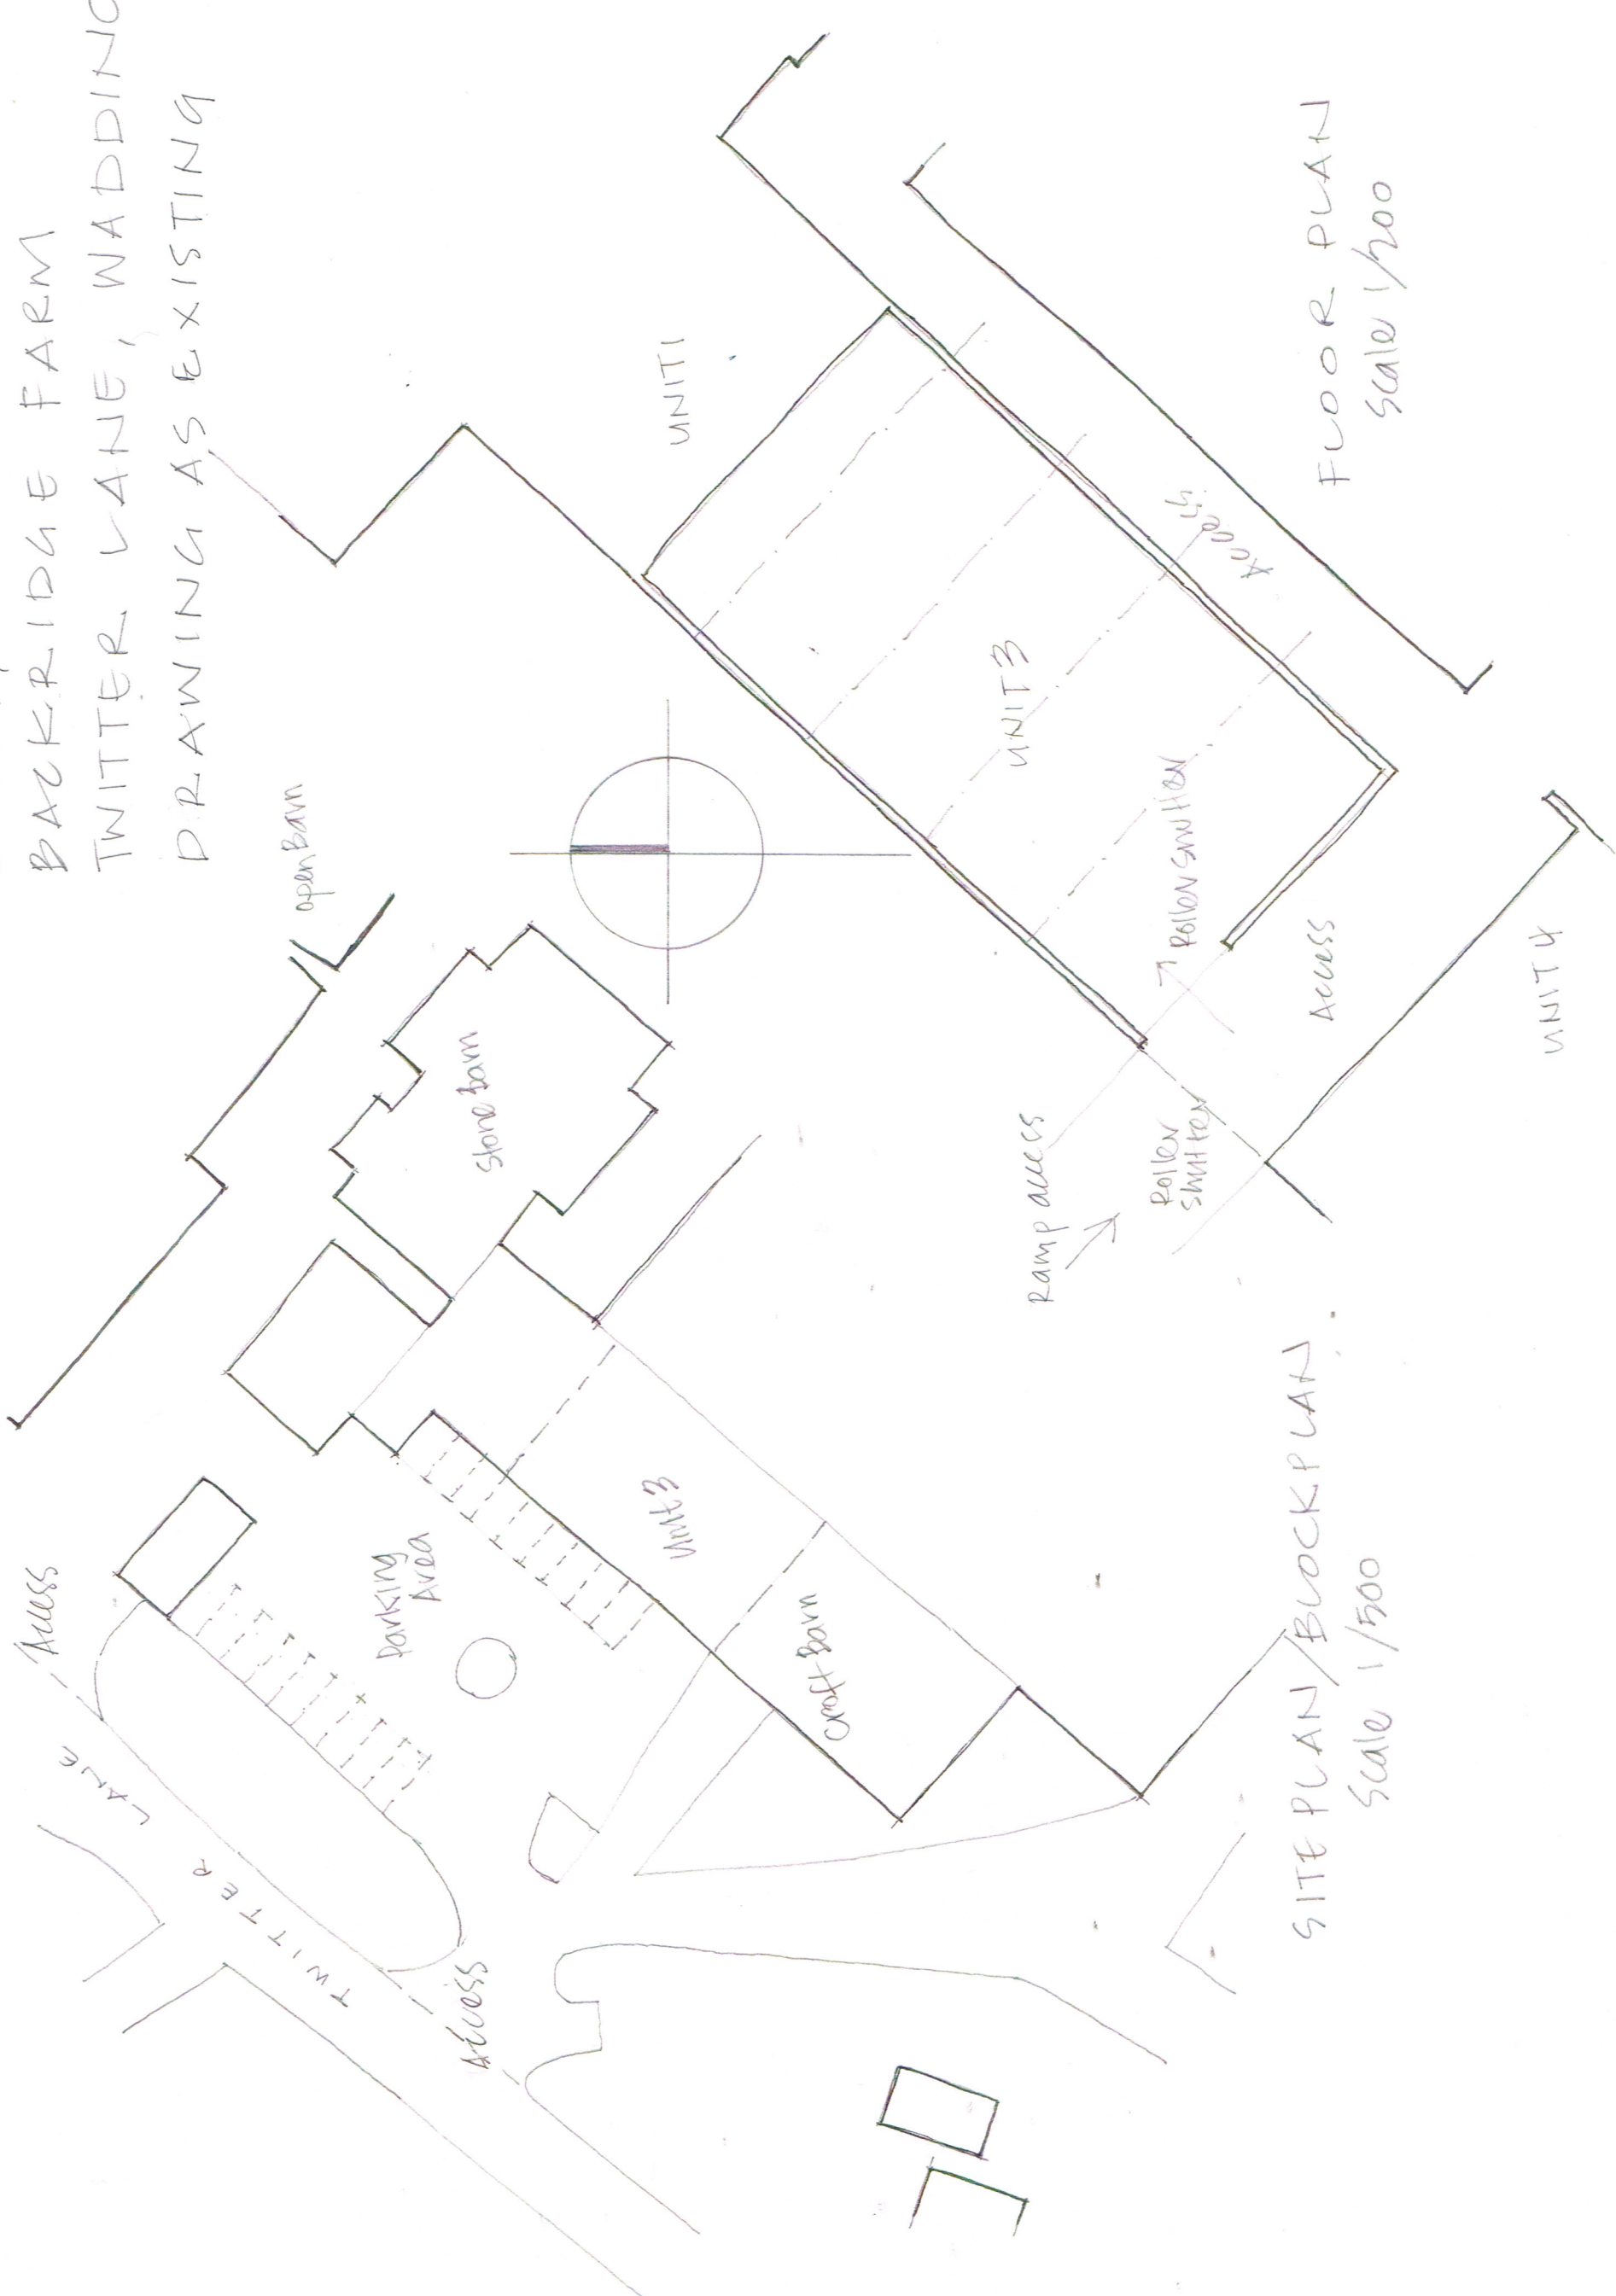 BACKRIDGE FARM
TWITTER LANE, WADDING
DRAWING AS EXISTING
Access
TWITTER LANE
Parking
Area
Access
open Barn
Stone Barn
Unit 3
Craft Barn
SITE PLAN/BLOCK PLAN.
Scale 1/500
UNIT 1
UNIT 3
Access
Roller Shutter
Ramp access
Roller
Shutter
ACCESS
UNIT 4
FLOOR PLAN
Scale 1/200